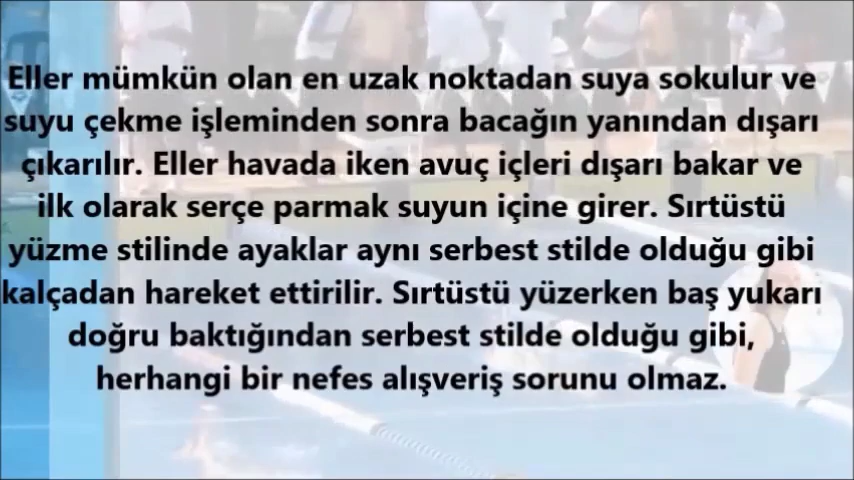 Eller mümkün olan en uzak noktadan suya sokulur ve
suyu çekme işleminden sonra bacağın yanından dışarı
çıkarılır. Eller havada iken avuç içleri dışarı bakar ve
ilk olarak serçe parmak suyun içine girer. Sırtüstü
yüzme stilinde ayaklar aynı serbest stilde olduğu gibi
kalçadan hareket ettirilir. Sırtüstü yüzerken baş yukarı
doğru baktığından serbest stilde olduğu gibi,
herhangi bir nefes alışveriş sorunu olmaz.